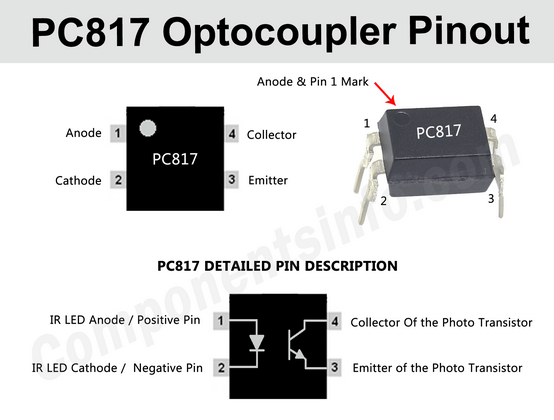 PC817 Optocoupler Pinout
Anode & Pin 1 Mark
Anode 1
4 Collector
PC817
Cathode 2
3 Emitter
1
4
PC817
2
3
PC817 DETAILED PIN DESCRIPTION
IR LED Anode / Positive Pin 1
4 Collector Of the Photo Transistor
IR LED Cathode / Negative Pin 2
3 Emitter of the Photo Transistor
Componentsinfo.com